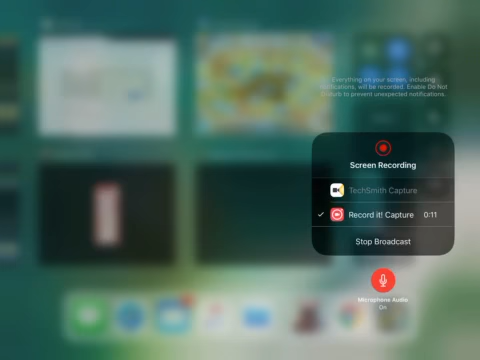 Everything on your screen, including
notifications, will be recorded. Enable Do Not
Disturb to prevent unexpected notifications.
Screen Recording
TechSmith Capture
Record it! Capture 0:11
Stop Broadcast
Microphone Audio
On